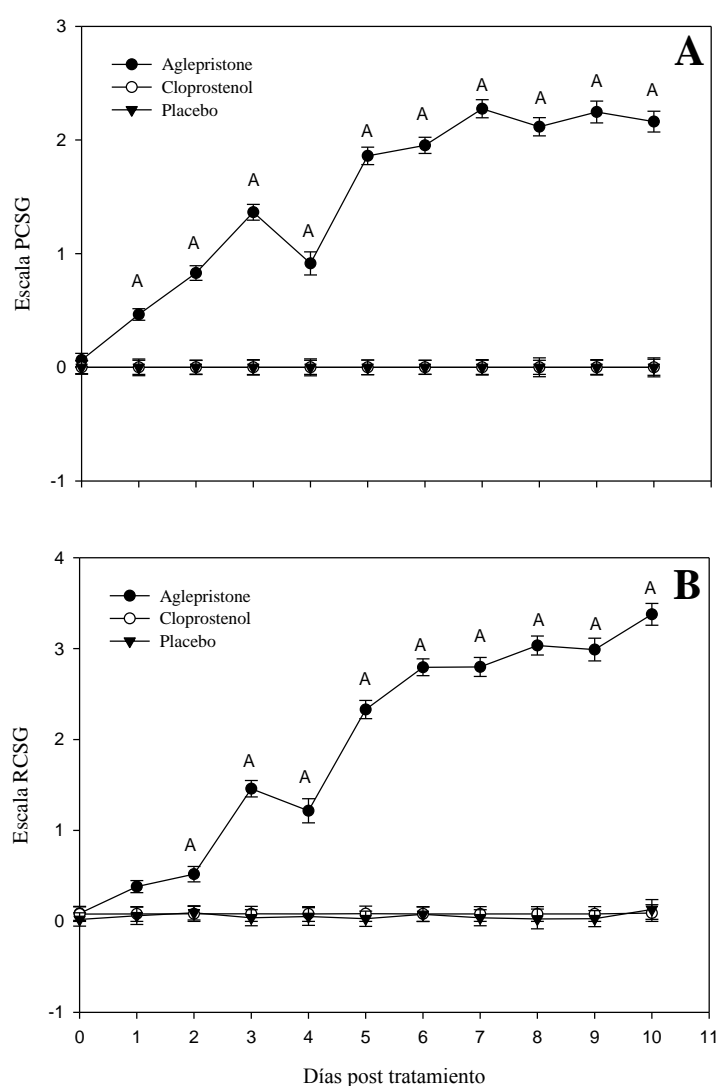 3
A
Aglepristone
Cloprostenol
Placebo
A
A
A
A
A
A
A
A
A
A
2
1
0
-1
Escala PCSG
4
B
Aglepristone
Cloprostenol
Placebo
A
A
A
A
A
A
A
A
A
3
2
1
0
-1
Escala RCSG
0 1 2 3 4 5 6 7 8 9 10 11
Días post tratamiento